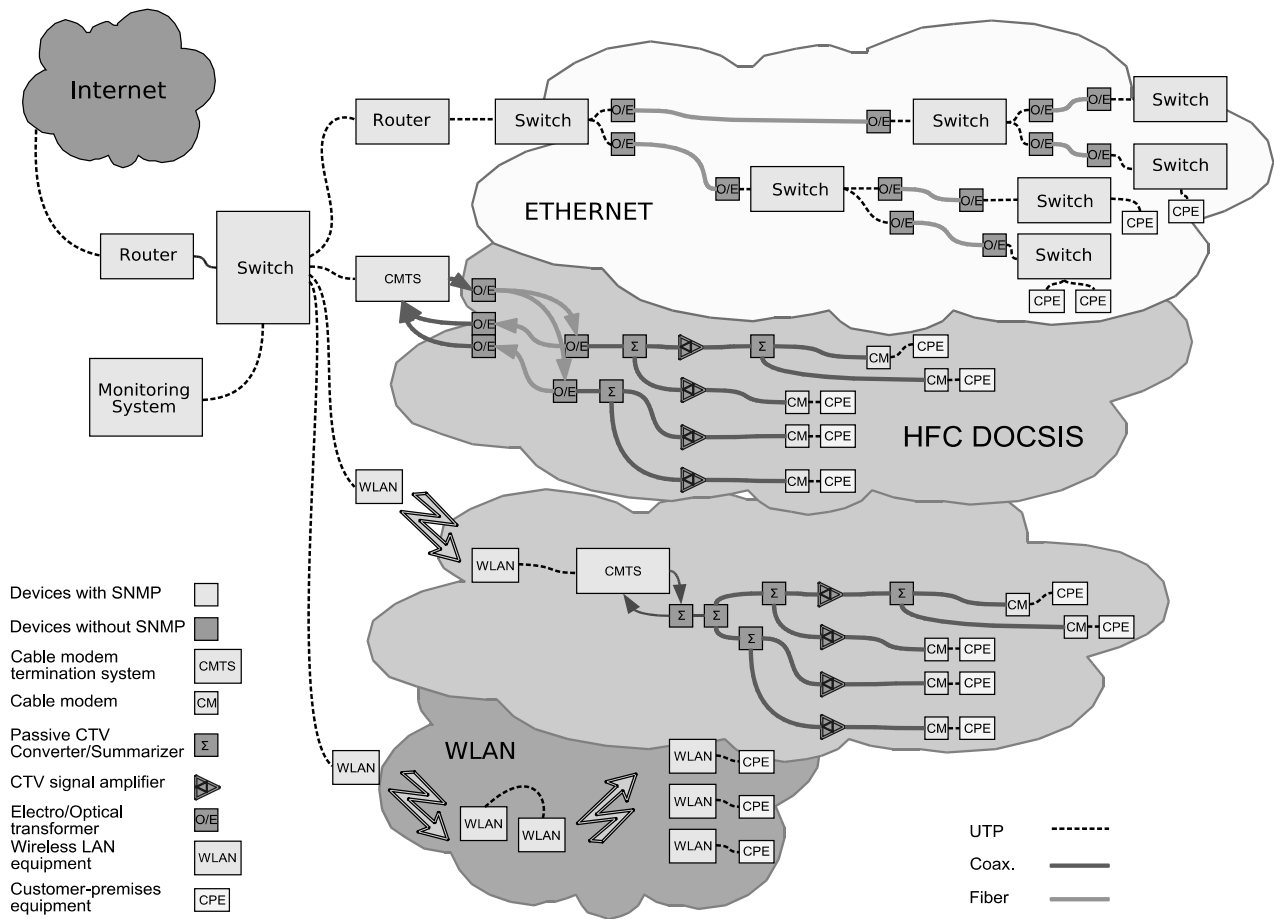 Internet
Router
Switch
O/E
O/E
O/E
Switch
O/E
O/E
Switch
O/E
O/E
Switch
CPE
O/E
Switch
O/E
O/E
Switch
CPE
O/E
O/E
Switch
CPE
CPE
ETHERNET
Router
Switch
Monitoring
System
CMTS
O/E
O/E
O/E
O/E
Σ
Σ
CM
CPE
CM
CPE
O/E
Σ
CM
CPE
CM
CPE
CM
CPE
HFC DOCSIS
WLAN
WLAN
CMTS
Σ
Σ
Σ
Σ
CM
CPE
CM
CPE
Σ
CM
CPE
CM
CPE
CM
CPE
WLAN
WLAN
WLAN
WLAN
WLAN
CPE
WLAN
CPE
WLAN
CPE
Devices with SNMP
Devices without SNMP
Cable modem
termination system
CMTS
Cable modem
CM
Passive CTV
Converter/Summarizer
Σ
CTV signal amplifier
Electro/Optical
transformer
O/E
Wireless LAN
equipment
WLAN
Customer-premises
equipment
CPE
UTP
Coax.
Fiber